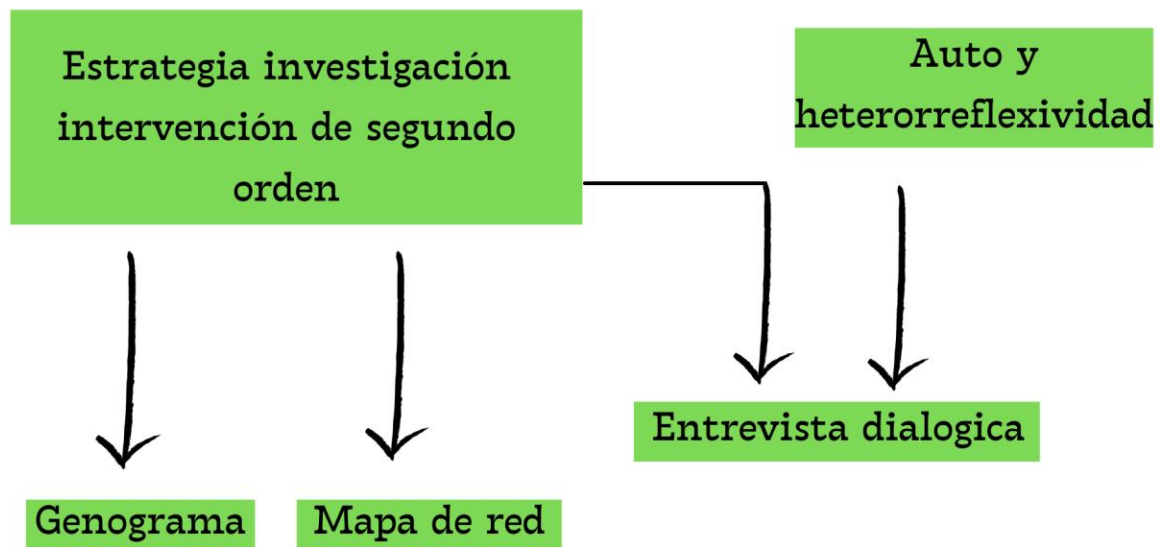 Estrategia investigación
intervención de segundo
orden
Auto y
heterorreflexividad
Entrevista dialogica
Genograma
Mapa de red